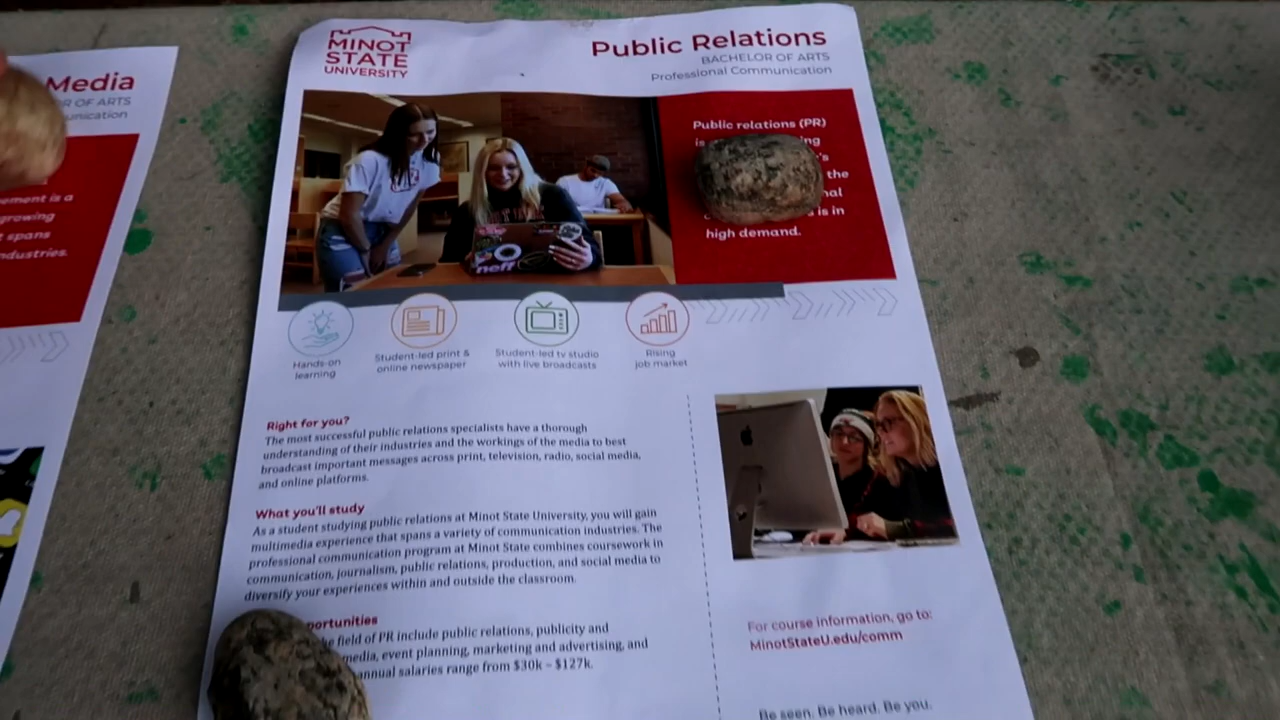 Media
OR OF ARTS
unication
ement is a
growing
t spans
ndustries.
MINOT
STATE
UNIVERSITY
Public Relations
BACHELOR OF ARTS
Professional Communication
Public relations (PR)
the
is in
high demand.
neff
Hands-on
learning
Student-led print &
online newspaper
Student-led tv studio
with live broadcasts
Rising
job market
Right for you?
The most successful public relations specialists have a thorough
understanding of their industries and the workings of the media to best
broadcast important messages across print, television, radio, social media,
and online platforms.
What you'll study
As a student studying public relations at Minot State University, you will gain
multimedia experience that spans a variety of communication industries. The
professional communication program at Minot State combines coursework in
communication, journalism, public relations, production, and social media to
diversify your experiences within and outside the classroom.
portunities
field of PR include public relations, publicity and
media, event planning, marketing and advertising, and
annual salaries range from $30k – $127k.
For course information, go to:
MinotStateU.edu/comm
Be seen. Be heard. Be you.